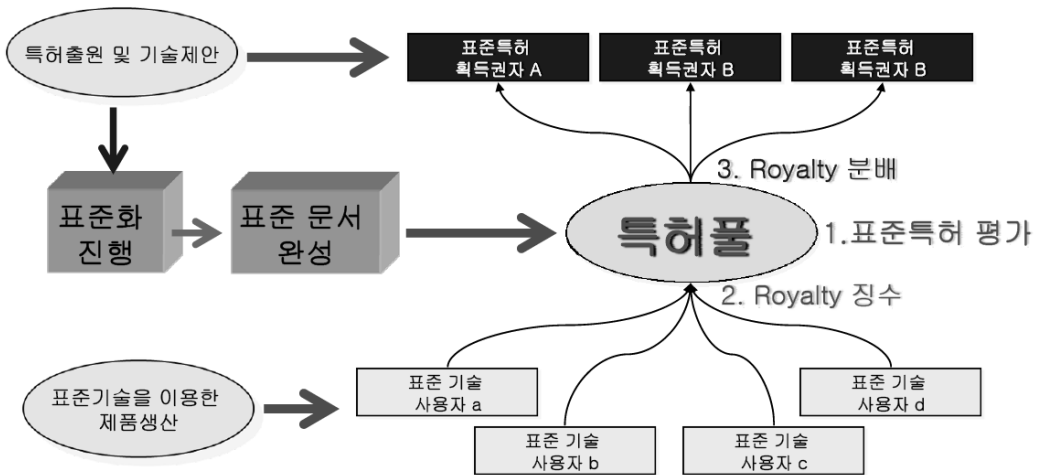 특허출원 및 기술제안
표준특허
획득권자 A
표준특허
획득권자 B
표준특허
획득권자 B
3. Royalty 분배
표준화
진행
표준 문서
완성
특허풀
1.표준특허 평가
2. Royalty 징수
표준기술을 이용한
제품생산
표준 기술
사용자 a
표준 기술
사용자 b
표준 기술
사용자 c
표준 기술
사용자 d